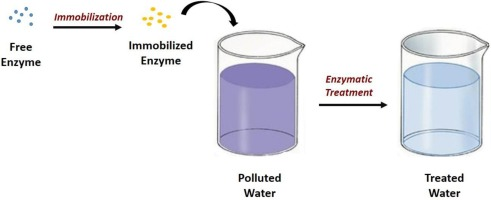 Free
Enzyme
Immobilization
Immobilized
Enzyme
Polluted
Water
Enzymatic
Treatment
Treated
Water